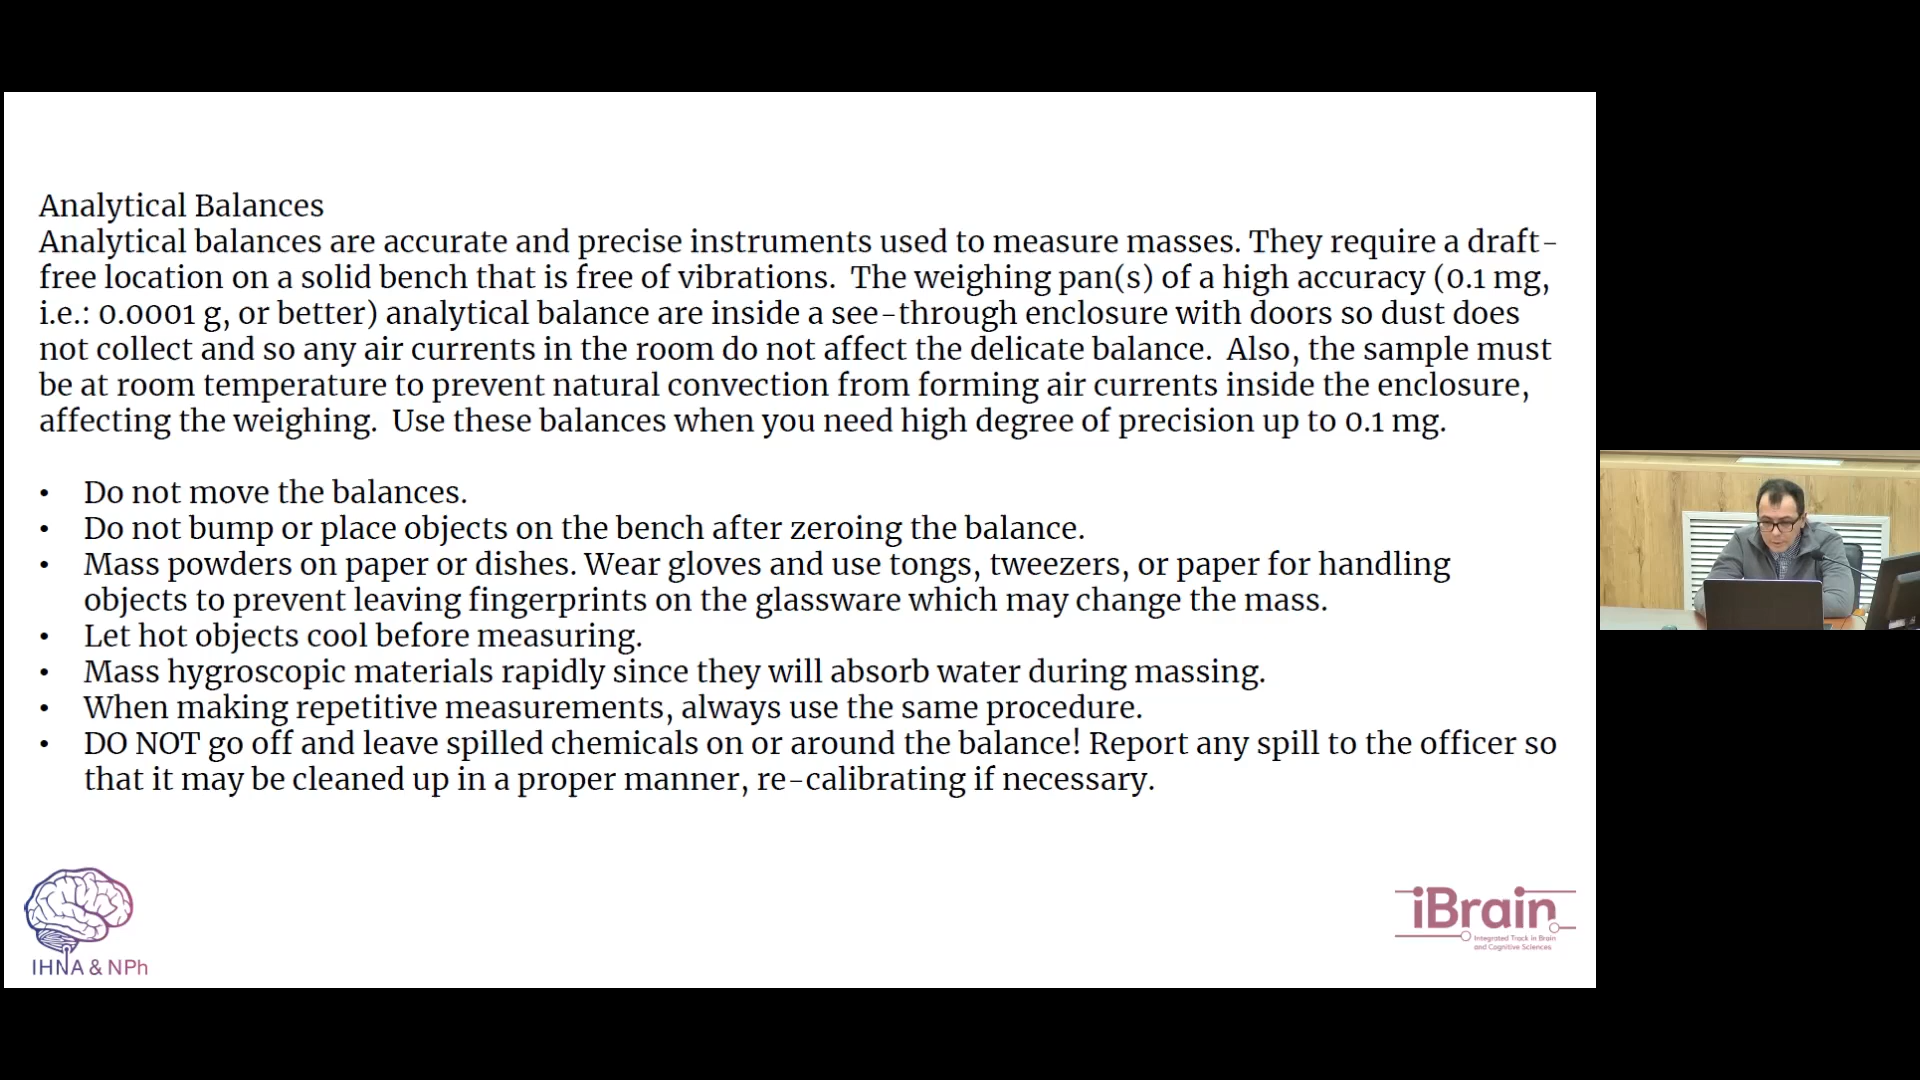 Analytical Balances
Analytical balances are accurate and precise instruments used to measure masses. They require a draft-
free location on a solid bench that is free of vibrations.  The weighing pan(s) of a high accuracy (0.1 mg,
i.e.: 0.0001 g, or better) analytical balance are inside a see-through enclosure with doors so dust does
not collect and so any air currents in the room do not affect the delicate balance.  Also, the sample must
be at room temperature to prevent natural convection from forming air currents inside the enclosure,
affecting the weighing.  Use these balances when you need high degree of precision up to 0.1 mg.
• Do not move the balances.
• Do not bump or place objects on the bench after zeroing the balance.
• Mass powders on paper or dishes. Wear gloves and use tongs, tweezers, or paper for handling
objects to prevent leaving fingerprints on the glassware which may change the mass.
• Let hot objects cool before measuring.
• Mass hygroscopic materials rapidly since they will absorb water during massing.
• When making repetitive measurements, always use the same procedure.
• DO NOT go off and leave spilled chemicals on or around the balance! Report any spill to the officer so
that it may be cleaned up in a proper manner, re-calibrating if necessary.
IHNA & NPh
iBrain
Integrated Track in Brain
and Cognitive Sciences